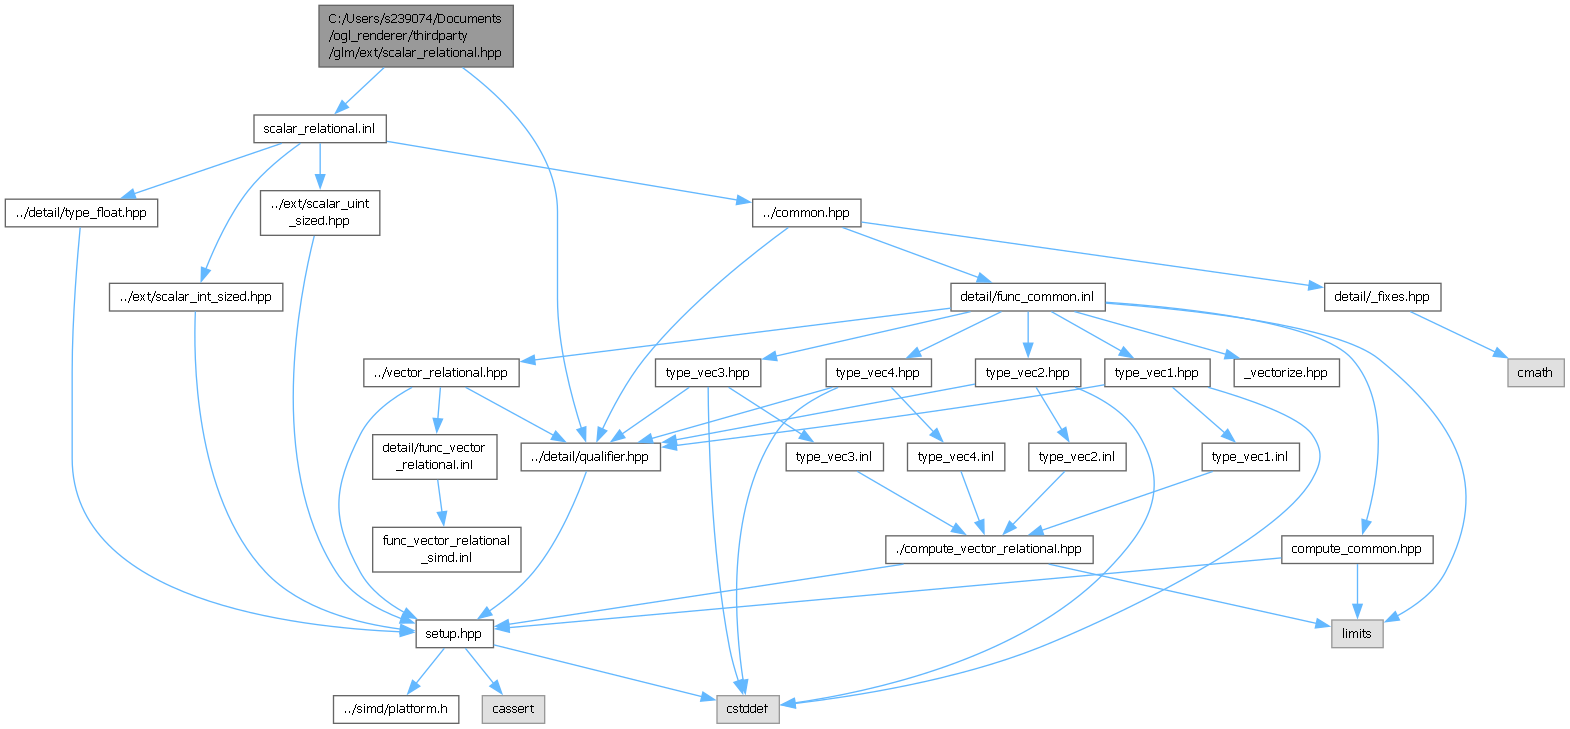 C:/Users/s239074/Documents
/ogl_renderer/thirdparty
/glm/ext/scalar_relational.hpp
scalar_relational.inl
../detail/type_float.hpp
../ext/scalar_uint
_sized.hpp
../common.hpp
../ext/scalar_int_sized.hpp
detail/func_common.inl
detail/_fixes.hpp
../vector_relational.hpp
type_vec3.hpp
type_vec4.hpp
type_vec2.hpp
type_vec1.hpp
_vectorize.hpp
cmath
detail/func_vector
_relational.inl
../detail/qualifier.hpp
type_vec3.inl
type_vec4.inl
type_vec2.inl
type_vec1.inl
func_vector_relational
_simd.inl
./compute_vector_relational.hpp
compute_common.hpp
setup.hpp
limits
../simd/platform.h
cassert
cstddef